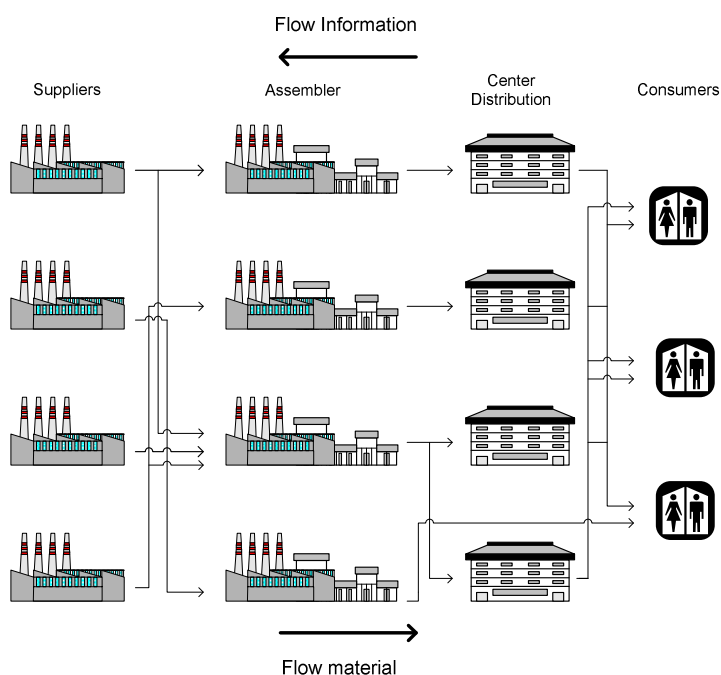 Flow Information
Suppliers
Assembler
Center
Distribution
Consumers
Flow material